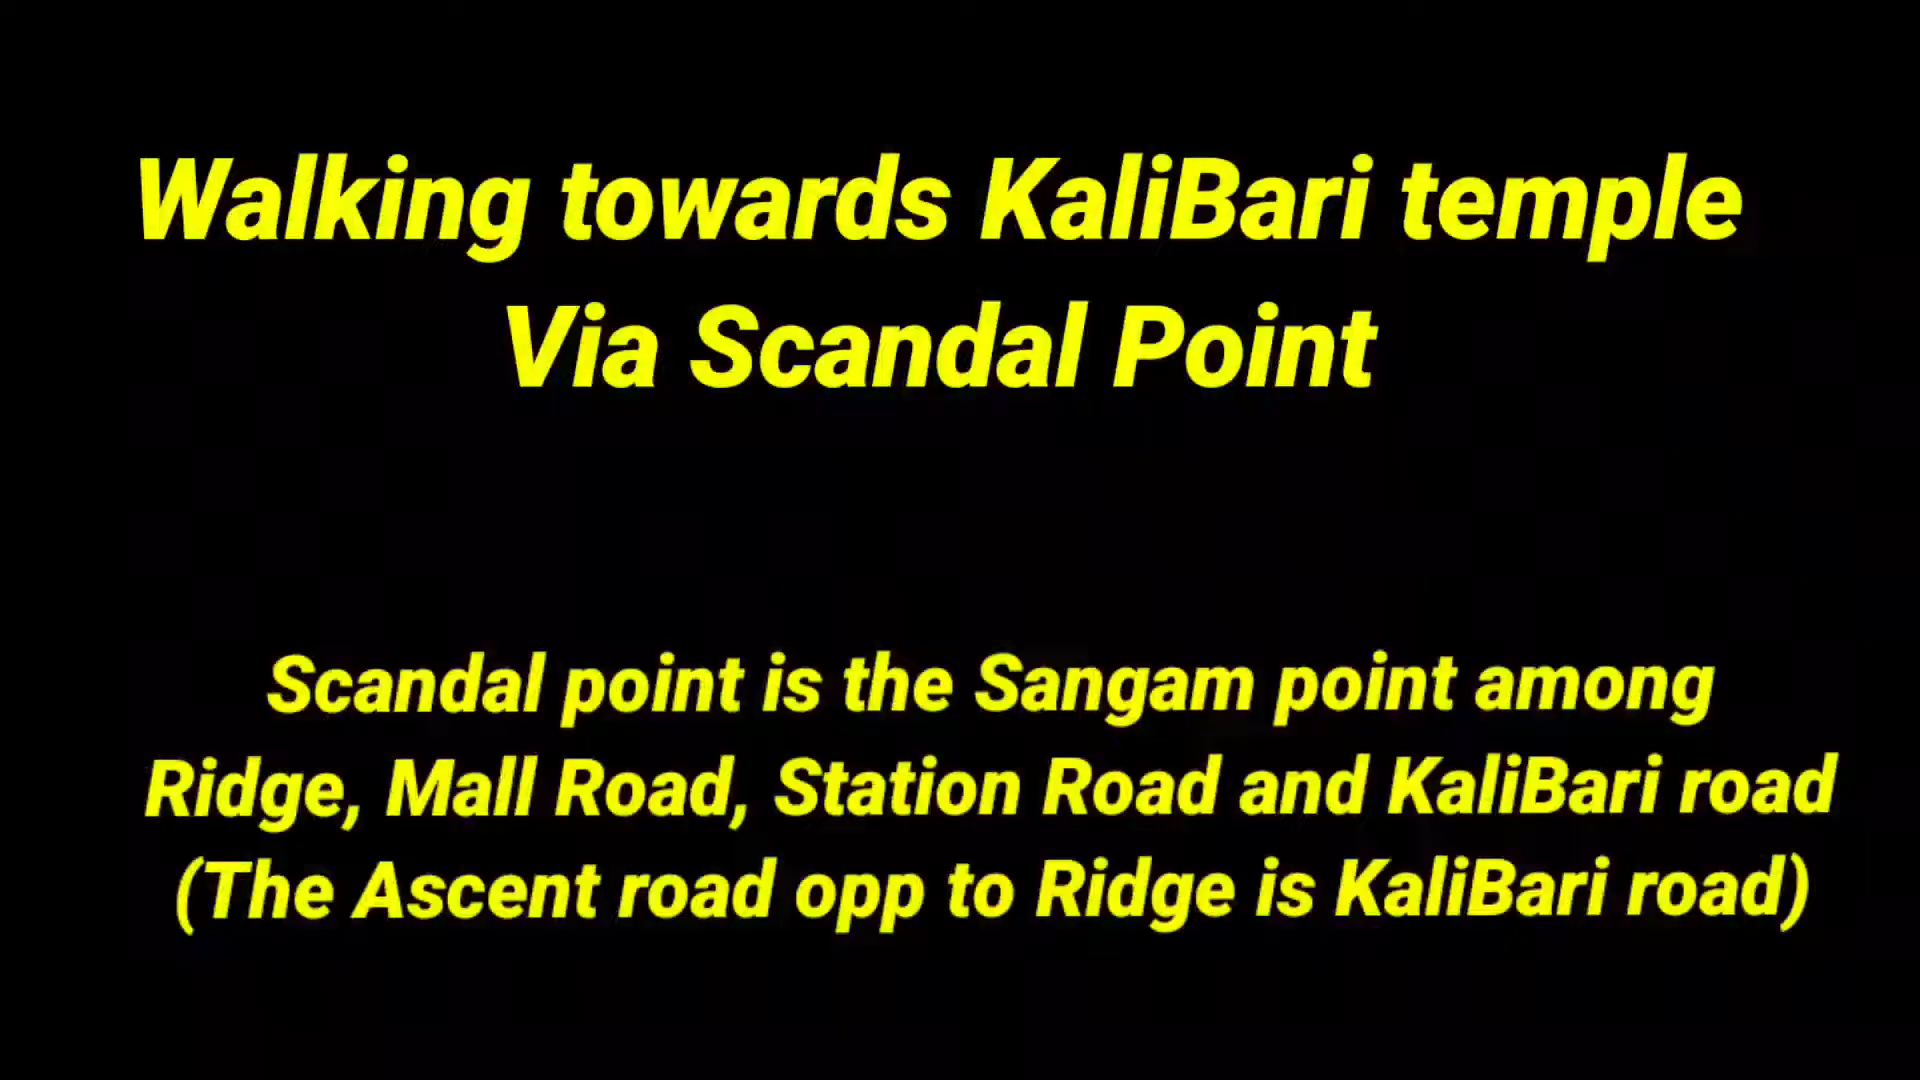 Walking towards KaliBari temple
Via Scandal Point
Scandal point is the Sangam point among
Ridge, Mall Road, Station Road and KaliBari road
(The Ascent road opp to Ridge is KaliBari road)